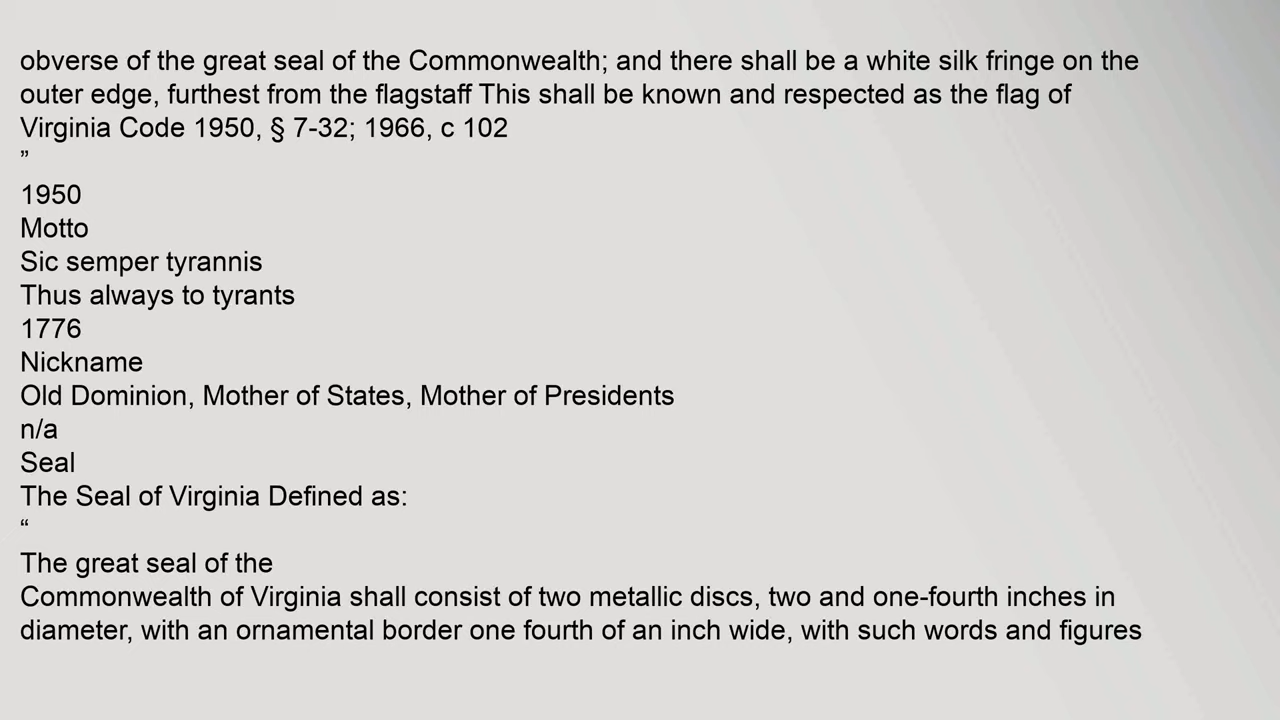 obverse of the great seal of the Commonwealth; and there shall be a white silk fringe on the
outer edge, furthest from the flagstaff This shall be known and respected as the flag of
Virginia Code 1950, § 7-32; 1966, c 102
”
1950
Motto
Sic semper tyrannis
Thus always to tyrants
1776
Nickname
Old Dominion, Mother of States, Mother of Presidents
n/a
Seal
The Seal of Virginia Defined as:
“
The great seal of the
Commonwealth of Virginia shall consist of two metallic discs, two and one-fourth inches in
diameter, with an ornamental border one fourth of an inch wide, with such words and figures